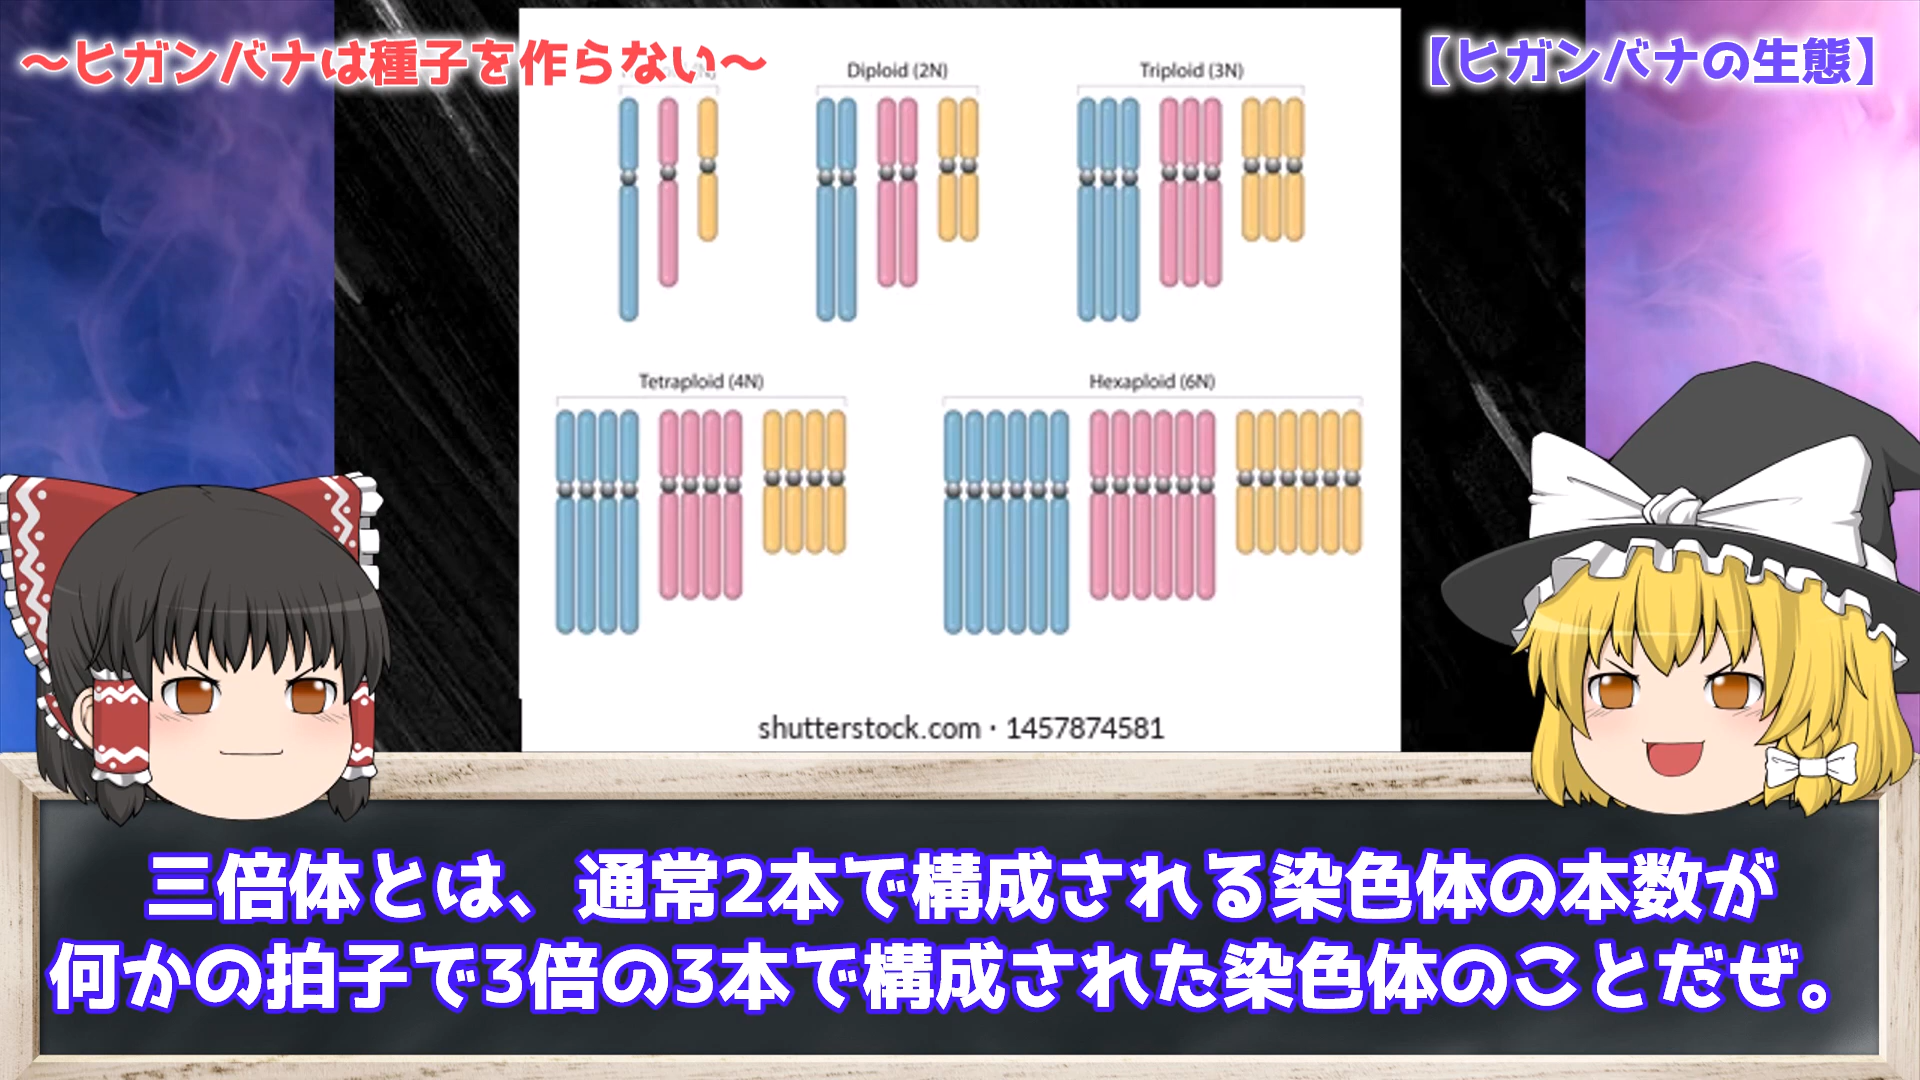 ～ヒガンバナは種子を作らない～
【ヒガンバナの生態】
Diploid (2N)
Triploid (3N)
Tetraploid (4N)
Hexaploid (6N)
shutterstock.com · 1457874581
三倍体とは、通常2本で構成される染色体の本数が
何かの拍子で3倍の3本で構成された染色体のことだぜ。